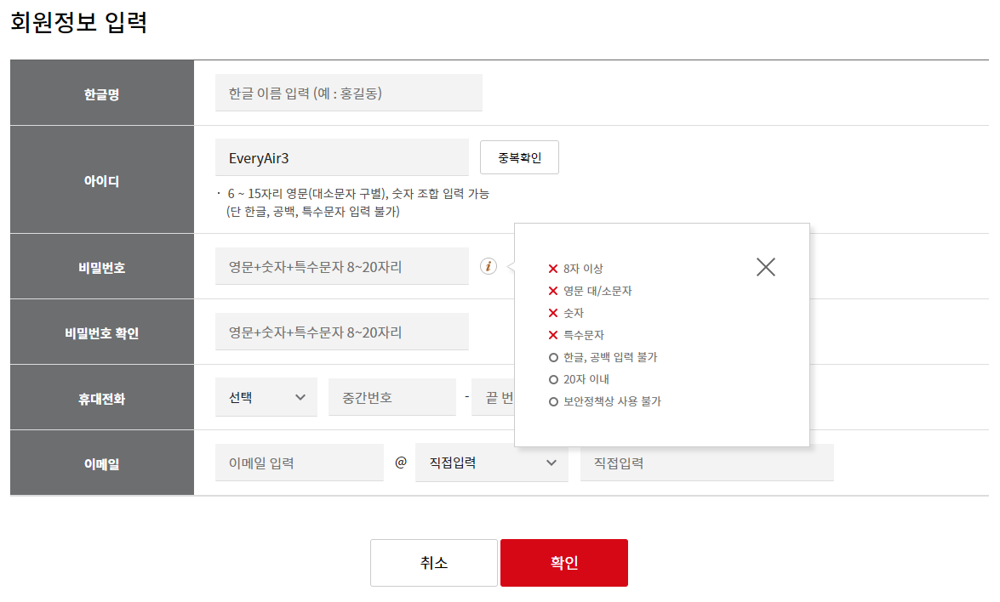 회원정보 입력
한글명
한글 이름 입력 (예 : 홍길동)
아이디
EveryAir3
중복확인
· 6 ~ 15자리 영문(대소문자 구별), 숫자 조합 입력 가능
(단 한글, 공백, 특수문자 입력 불가)
비밀번호
영문+숫자+특수문자 8~20자리
i
8자 이상
영문 대/소문자
숫자
특수문자
한글, 공백 입력 불가
20자 이내
보안정책상 사용 불가
비밀번호 확인
영문+숫자+특수문자 8~20자리
휴대전화
선택
중간번호
-
끝 번
이메일
이메일 입력
@
직접입력
직접입력
취소
확인